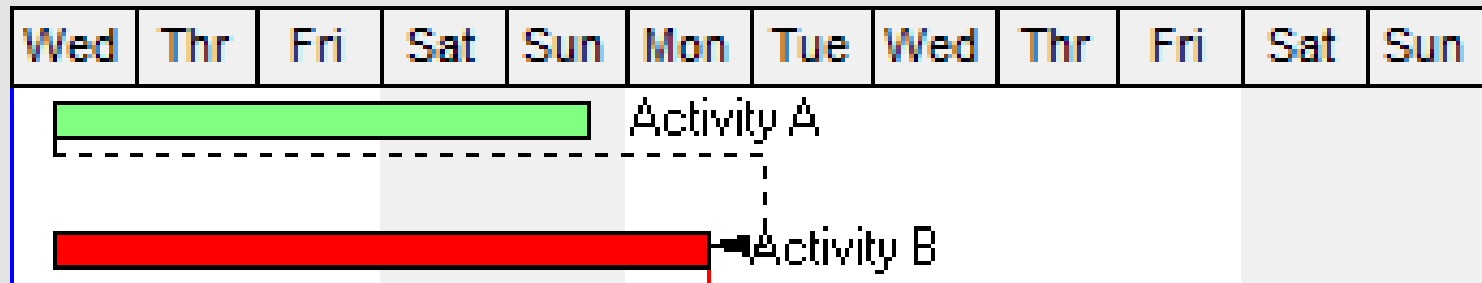 Wed Thr Fri Sat Sun Mon Tue Wed Thr Fri Sat Sun
Activity A
Activity B